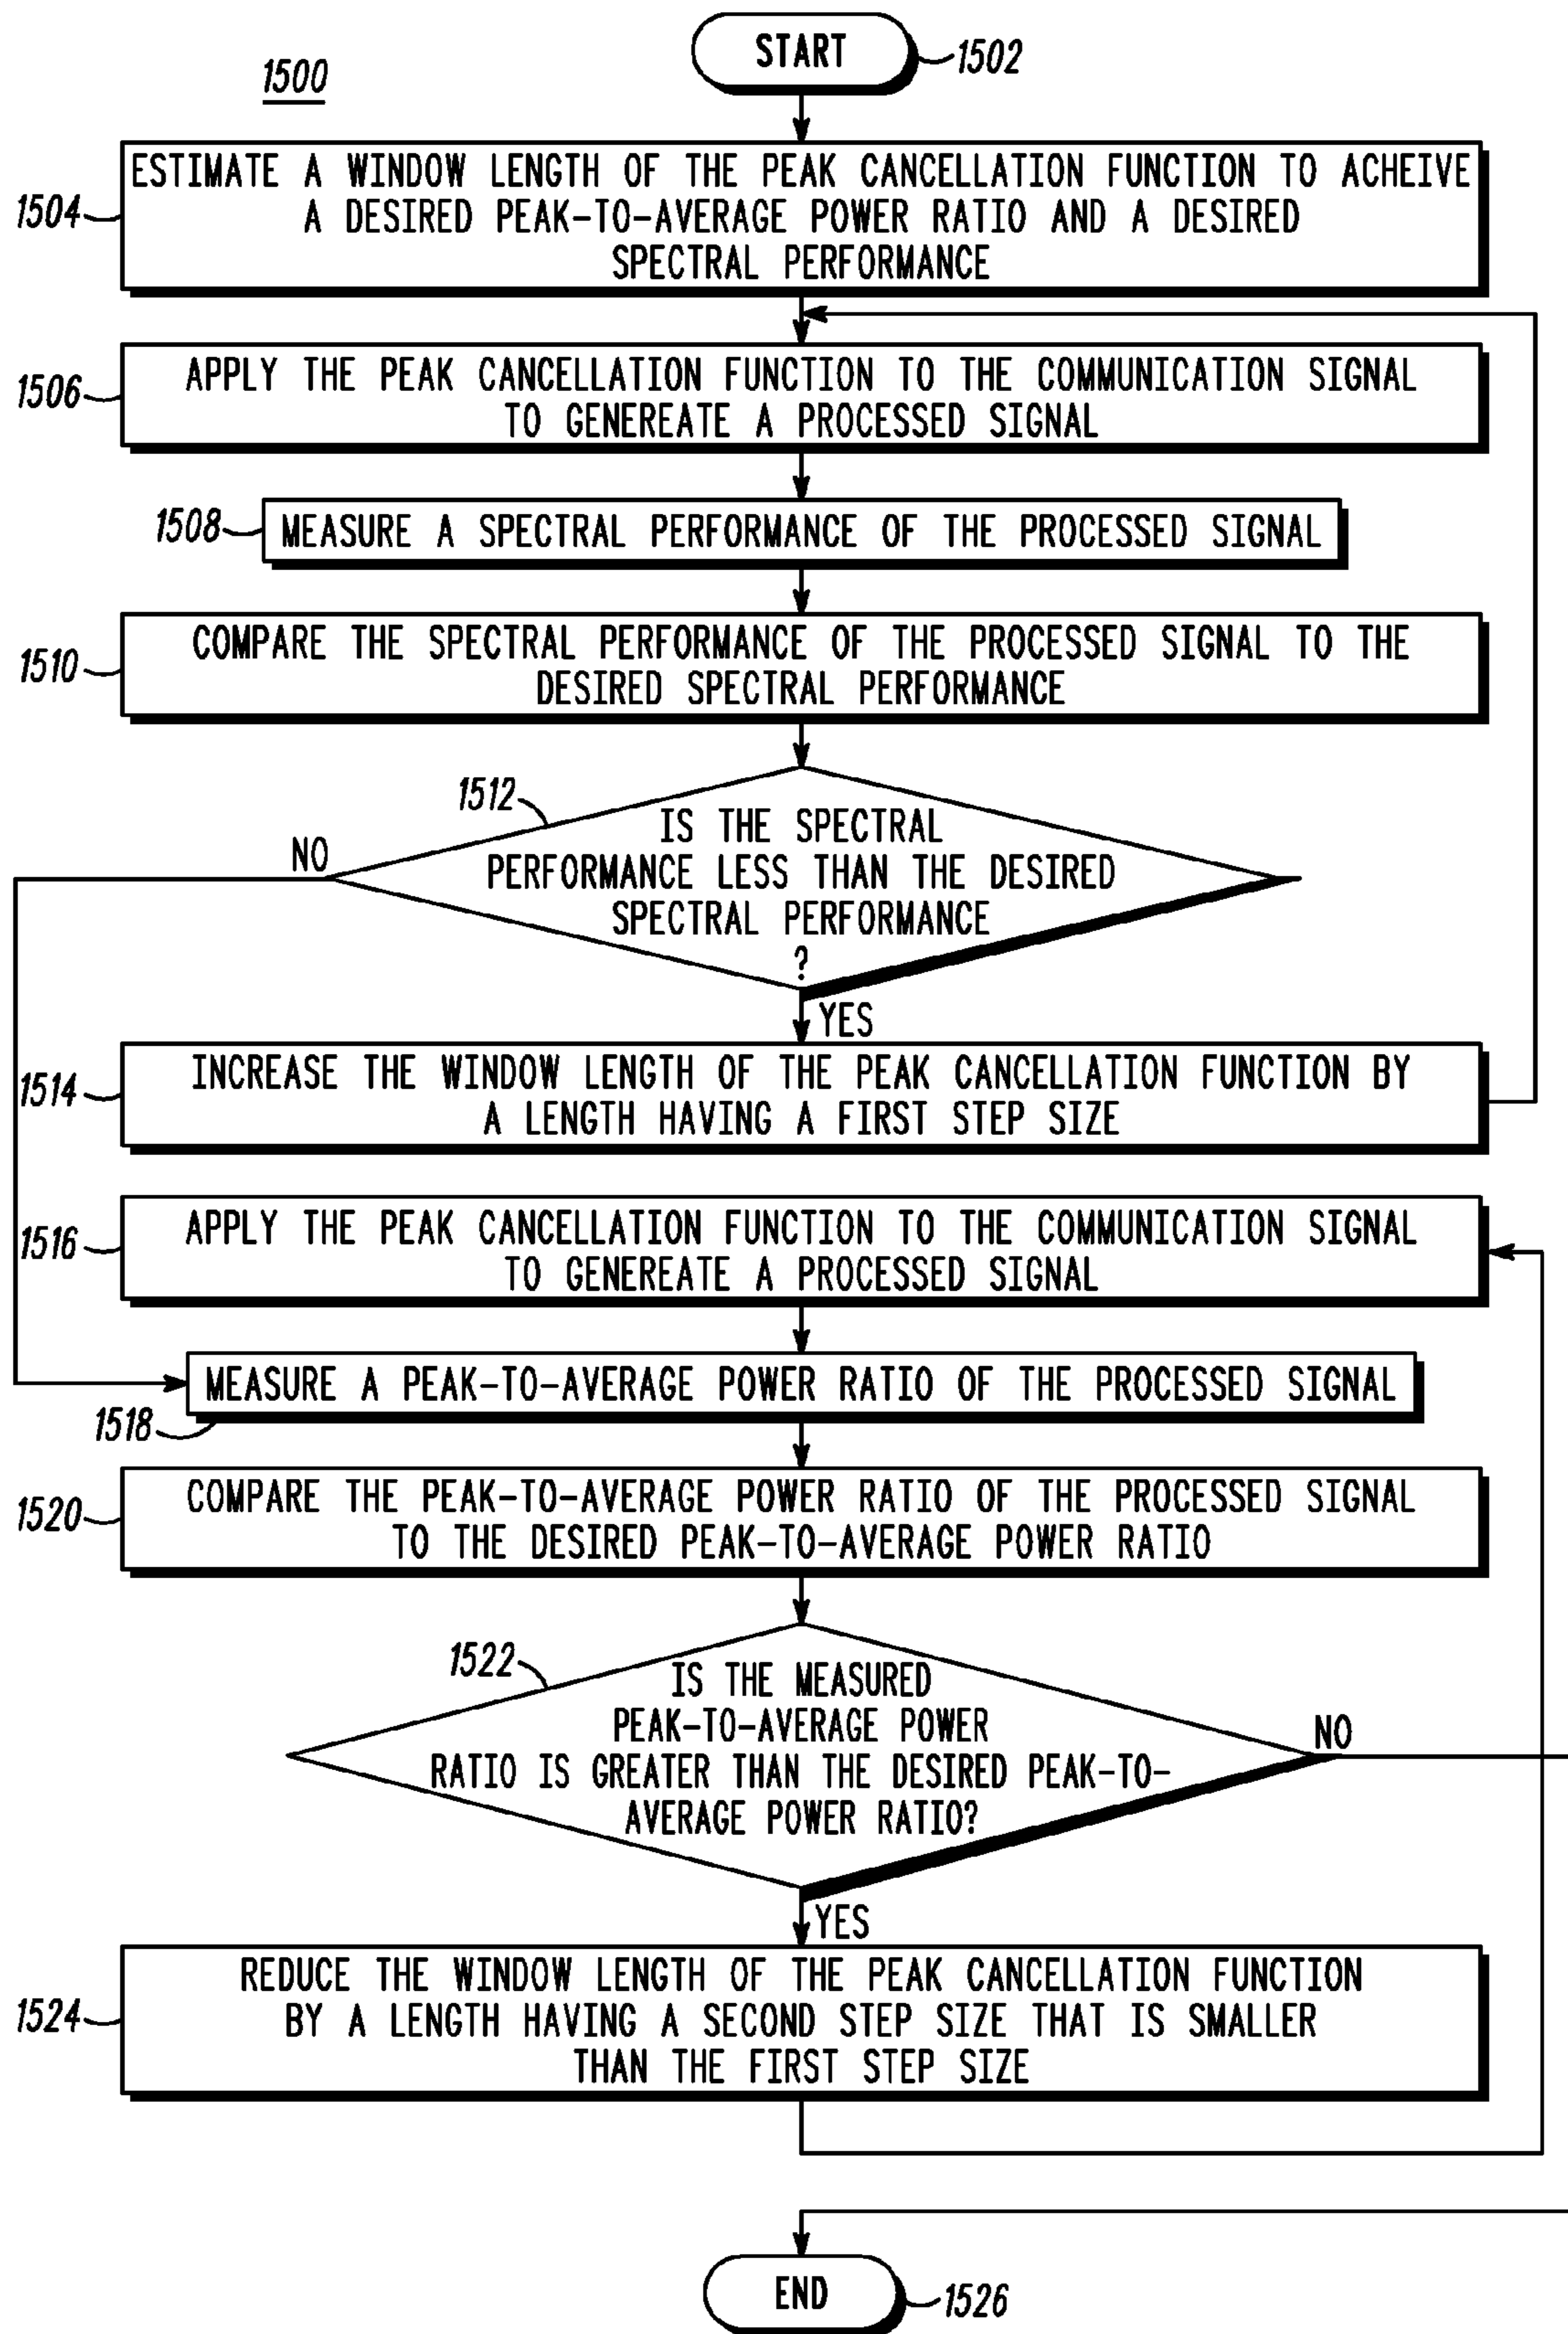 1500
START
1502
1504
ESTIMATE A WINDOW LENGTH OF THE PEAK CANCELLATION FUNCTION TO ACHEIVE
A DESIRED PEAK-TO-AVERAGE POWER RATIO AND A DESIRED
SPECTRAL PERFORMANCE
1506
APPLY THE PEAK CANCELLATION FUNCTION TO THE COMMUNICATION SIGNAL
TO GENEREATE A PROCESSED SIGNAL
1508
MEASURE A SPECTRAL PERFORMANCE OF THE PROCESSED SIGNAL
1510
COMPARE THE SPECTRAL PERFORMANCE OF THE PROCESSED SIGNAL TO THE
DESIRED SPECTRAL PERFORMANCE
1512
IS THE SPECTRAL
PERFORMANCE LESS THAN THE DESIRED
SPECTRAL PERFORMANCE
?
NO
YES
1514
INCREASE THE WINDOW LENGTH OF THE PEAK CANCELLATION FUNCTION BY
A LENGTH HAVING A FIRST STEP SIZE
1516
APPLY THE PEAK CANCELLATION FUNCTION TO THE COMMUNICATION SIGNAL
TO GENEREATE A PROCESSED SIGNAL
MEASURE A PEAK-TO-AVERAGE POWER RATIO OF THE PROCESSED SIGNAL
1518
1520
COMPARE THE PEAK-TO-AVERAGE POWER RATIO OF THE PROCESSED SIGNAL
TO THE DESIRED PEAK-TO-AVERAGE POWER RATIO
1522
IS THE MEASURED
PEAK-TO-AVERAGE POWER
RATIO IS GREATER THAN THE DESIRED PEAK-TO-
AVERAGE POWER RATIO?
NO
YES
1524
REDUCE THE WINDOW LENGTH OF THE PEAK CANCELLATION FUNCTION
BY A LENGTH HAVING A SECOND STEP SIZE THAT IS SMALLER
THAN THE FIRST STEP SIZE
END
1526